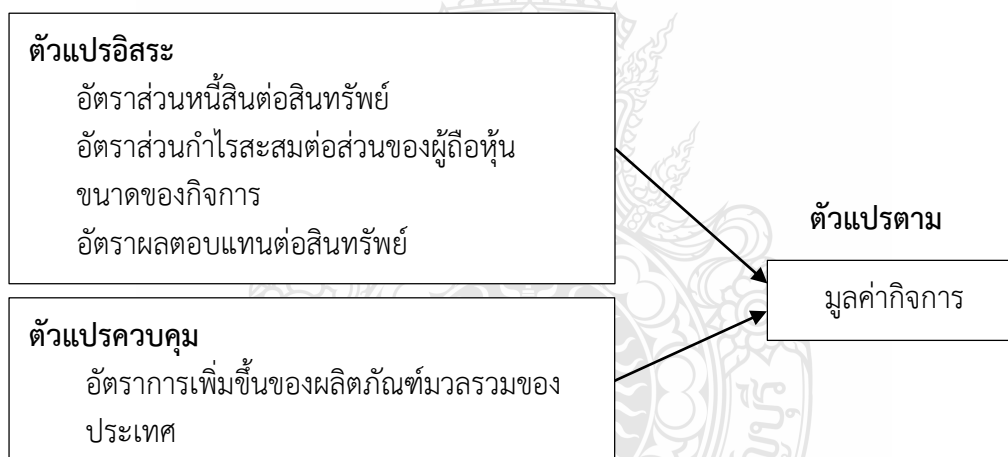 ตัวแปรอิสระ
อัตราส่วนหนี้สินต่อสินทรัพย์
อัตราส่วนกำไรสะสมต่อส่วนของผู้ถือหุ้น
ขนาดของกิจการ
อัตราผลตอบแทนต่อสินทรัพย์
ตัวแปรตาม
มูลค่ากิจการ
ตัวแปรควบคุม
อัตราการเพิ่มขึ้นของผลิตภัณฑ์มวลรวมของ
ประเทศ